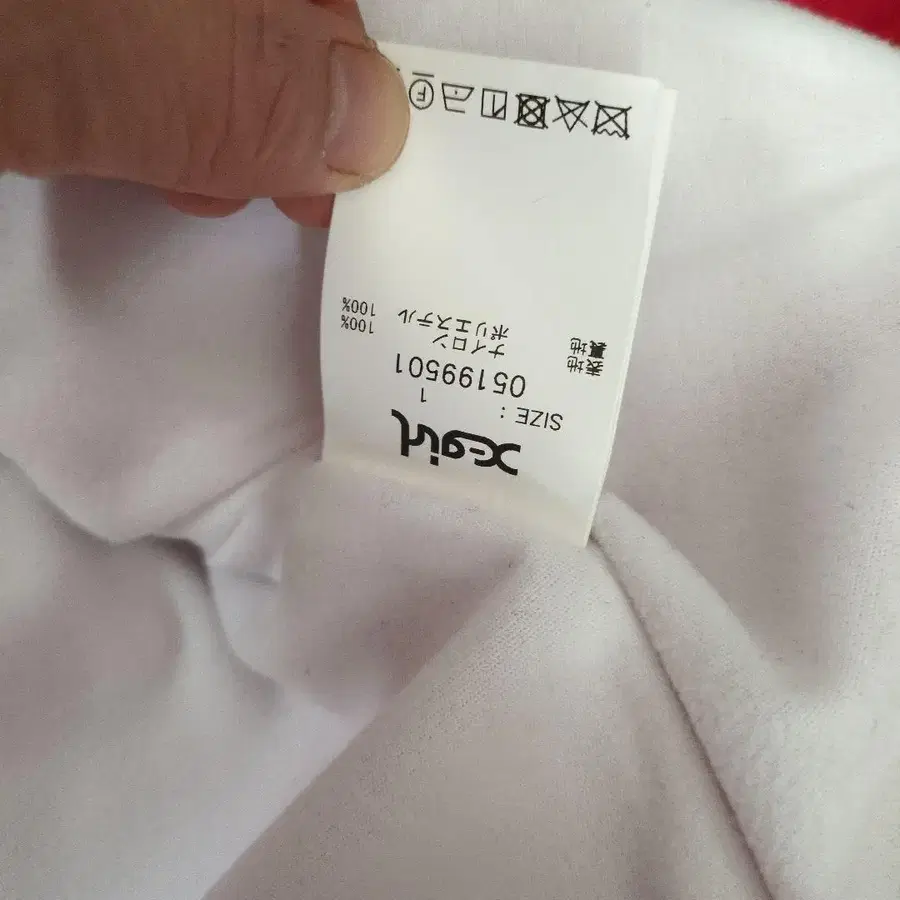 X-girl
SIZE : 1
05199501
表地 ナイロン 100%
裏地 ポリエステル 100%
F